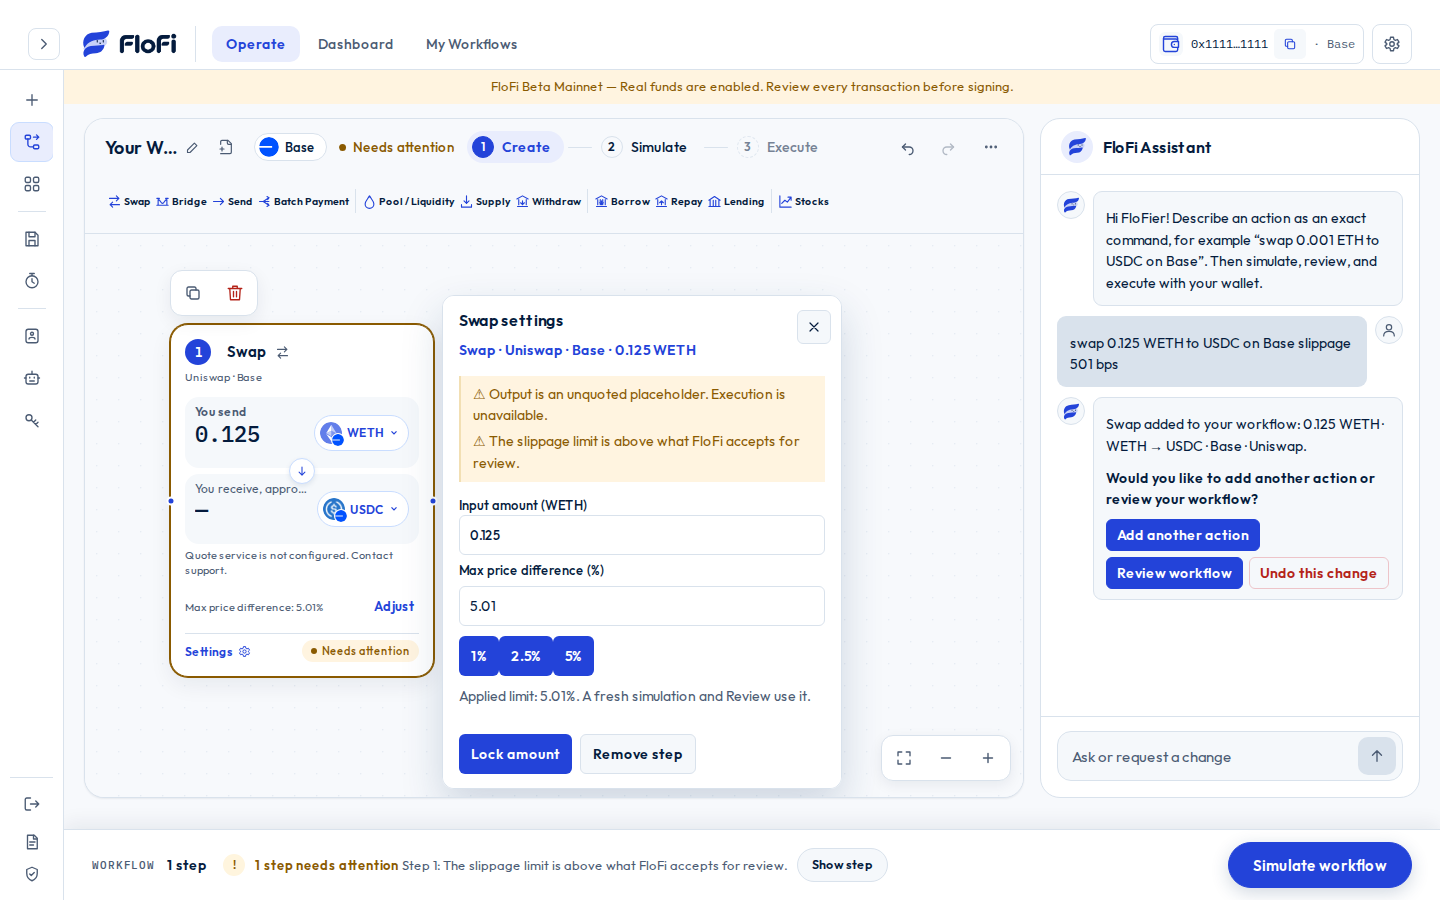 FloFi
Operate
Dashboard
My Workflows
0x1111…1111
· Base
FloFi Beta Mainnet — Real funds are enabled. Review every transaction before signing.
Your W...
Base
Needs attention
1 Create
2 Simulate
3 Execute
Swap
Bridge
Send
Batch Payment
Pool / Liquidity
Supply
Withdraw
Borrow
Repay
Lending
Stocks
1 Swap
Uniswap · Base
You send
0.125
WETH
You receive, appro...
—
USDC
Quote service is not configured. Contact
support.
Max price difference: 5.01%
Adjust
Settings
Needs attention
Swap settings
Swap · Uniswap · Base · 0.125 WETH
⚠ Output is an unquoted placeholder. Execution is
unavailable.
⚠ The slippage limit is above what FloFi accepts for
review.
Input amount (WETH)
0.125
Max price difference (%)
5.01
1%
2.5%
5%
Applied limit: 5.01%. A fresh simulation and Review use it.
Lock amount
Remove step
FloFi Assistant
Hi FloFier! Describe an action as an exact
command, for example “swap 0.001 ETH to
USDC on Base”. Then simulate, review, and
execute with your wallet.
swap 0.125 WETH to USDC on Base slippage
501 bps
Swap added to your workflow: 0.125 WETH ·
WETH → USDC · Base · Uniswap.
Would you like to add another action or
review your workflow?
Add another action
Review workflow
Undo this change
Ask or request a change
WORKFLOW
1 step
! 1 step needs attention Step 1: The slippage limit is above what FloFi accepts for review.
Show step
Simulate workflow